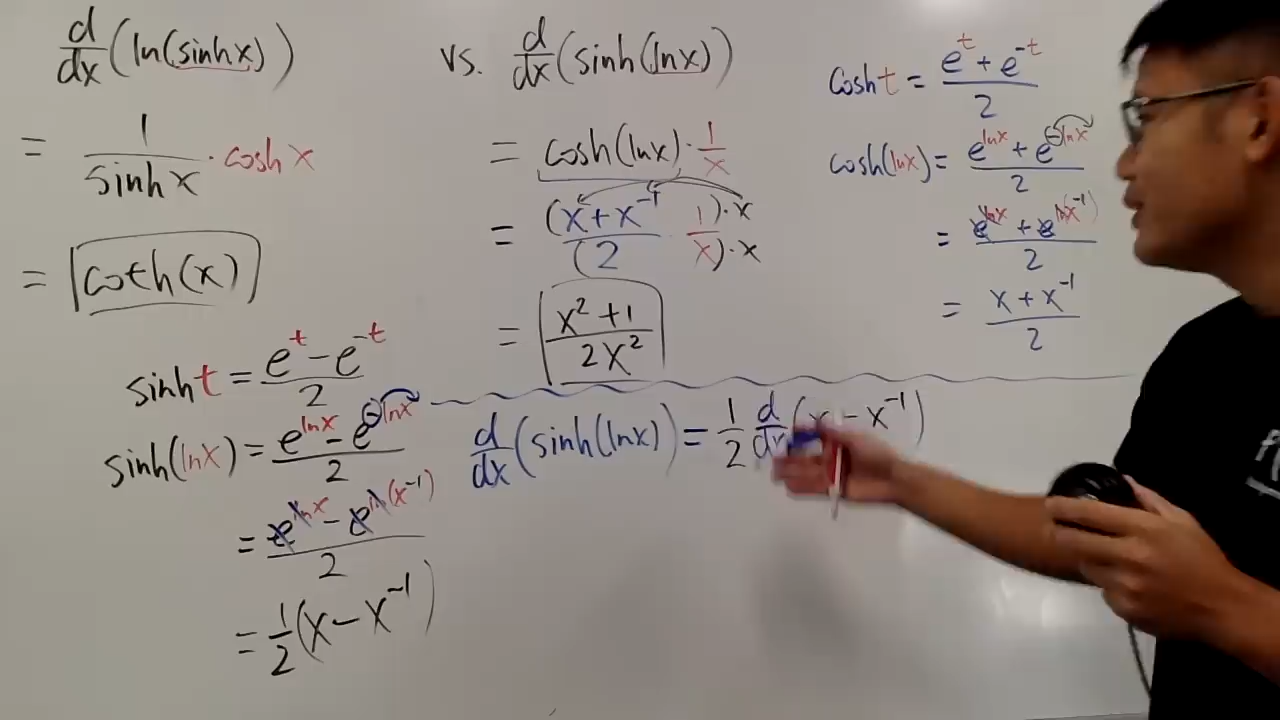 d/dx (ln(sinhx))
= 1/sinhx · coshx
= coth(x)
sinht = (e^t - e^-t)/2
sinh(lnx) = (e^lnx - e^-lnx)/2
= (e^lnx - e^ln(x^-1))/2
= 1/2 (x - x^-1)
vs. d/dx (sinh(lnx))
= cosh(lnx) · 1/x
= (x + x^-1 1)·x / (2 x)·x
= (x^2 + 1)/2x^2
cosht = (e^t + e^-t)/2
cosh(lnx) = (e^lnx + e^-lnx)/2
= (e^lnx + e^ln(x^-1))/2
= (x + x^-1)/2
d/dx (sinh(lnx)) = 1/2 d/dx (x - x^-1)